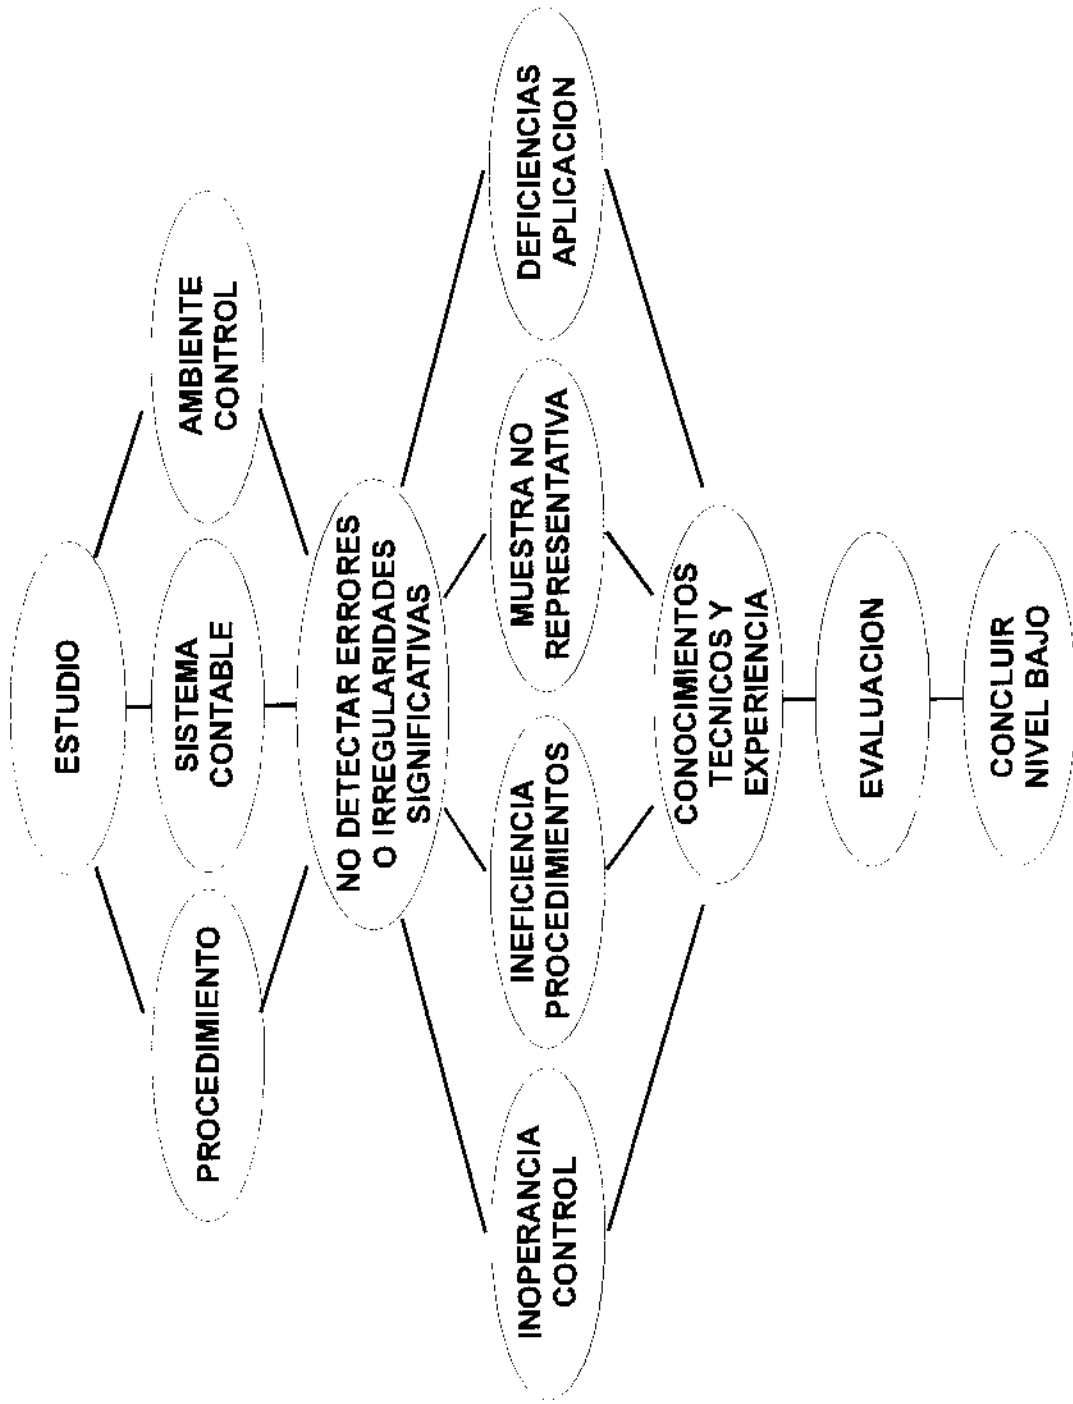 ESTUDIO
PROCEDIMIENTO
SISTEMA
CONTABLE
AMBIENTE
CONTROL
NO DETECTAR ERRORES
O IRREGULARIDADES
SIGNIFICATIVAS
INOPERANCIA
CONTROL
INEFICIENCIA
PROCEDIMIENTOS
MUESTRA NO
REPRESENTATIVA
DEFICIENCIAS
APLICACION
CONOCIMIENTOS
TECNICOS Y
EXPERIENCIA
EVALUACION
CONCLUIR
NIVEL BAJO